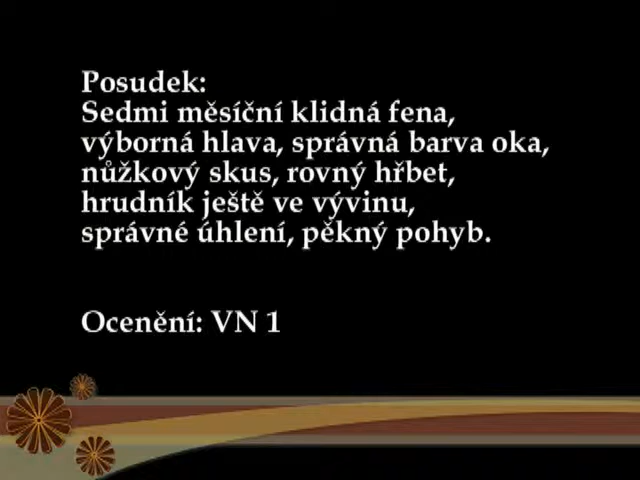 Posudek:
Sedmi měsíční klidná fena,
výborná hlava, správná barva oka,
nůžkový skus, rovný hřbet,
hrudník ještě ve vývinu,
správné úhlení, pěkný pohyb.
Ocenění: VN 1